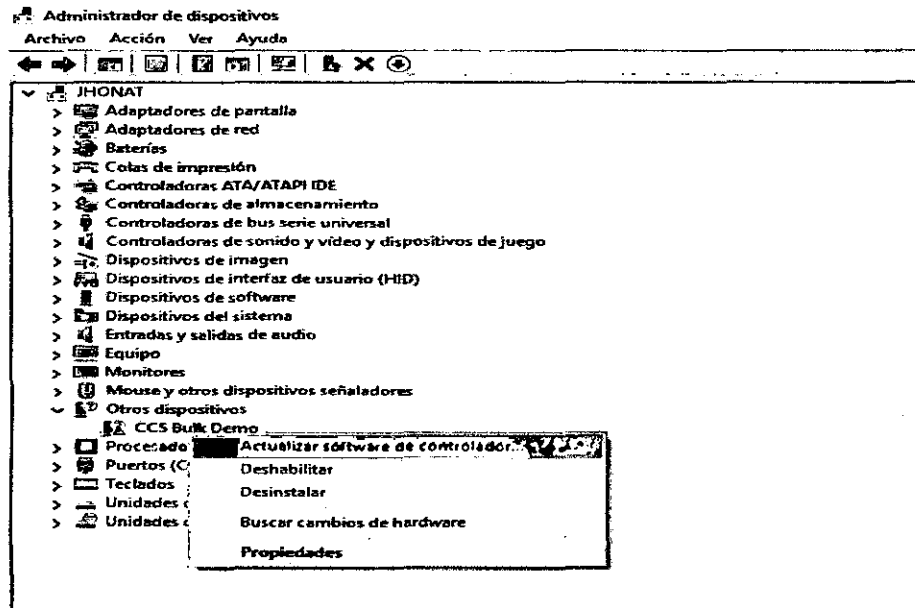 Administrador de dispositivos
Archivo Acción Ver Ayuda
JHONAT
Adaptadores de pantalla
Adaptadores de red
Baterías
Colas de impresión
Controladoras ATA/ATAPI IDE
Controladoras de almacenamiento
Controladoras de bus serie universal
Controladoras de sonido y vídeo y dispositivos de juego
Dispositivos de imagen
Dispositivos de interfaz de usuario (HID)
Dispositivos de software
Dispositivos del sistema
Entradas y salidas de audio
Equipo
Monitores
Mouse y otros dispositivos señaladores
Otros dispositivos
CCS Bulk Demo
Procesado
Actualizar software de controlador...
Puertos (C
Deshabilitar
Teclados
Desinstalar
Unidades
Unidades
Buscar cambios de hardware
Propiedades